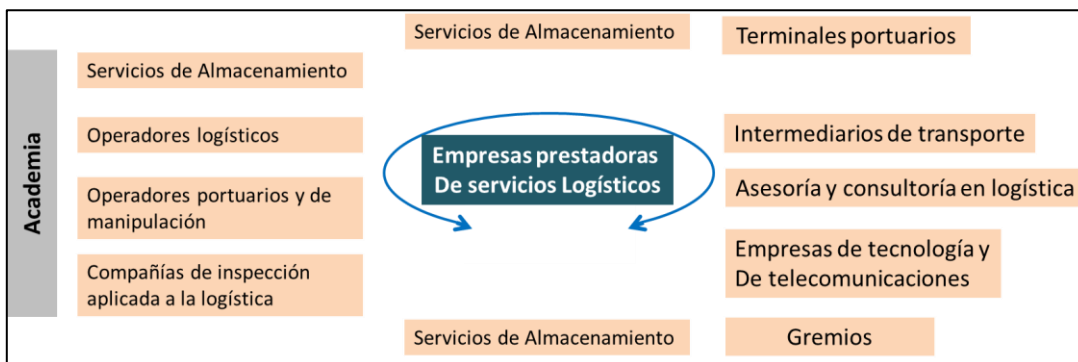 Academia
Servicios de Almacenamiento
Operadores logísticos
Operadores portuarios y de
manipulación
Compañías de inspección
aplicada a la logística
Servicios de Almacenamiento
Empresas prestadoras
De servicios Logísticos
Servicios de Almacenamiento
Terminales portuarios
Intermediarios de transporte
Asesoría y consultoría en logística
Empresas de tecnología y
De telecomunicaciones
Gremios